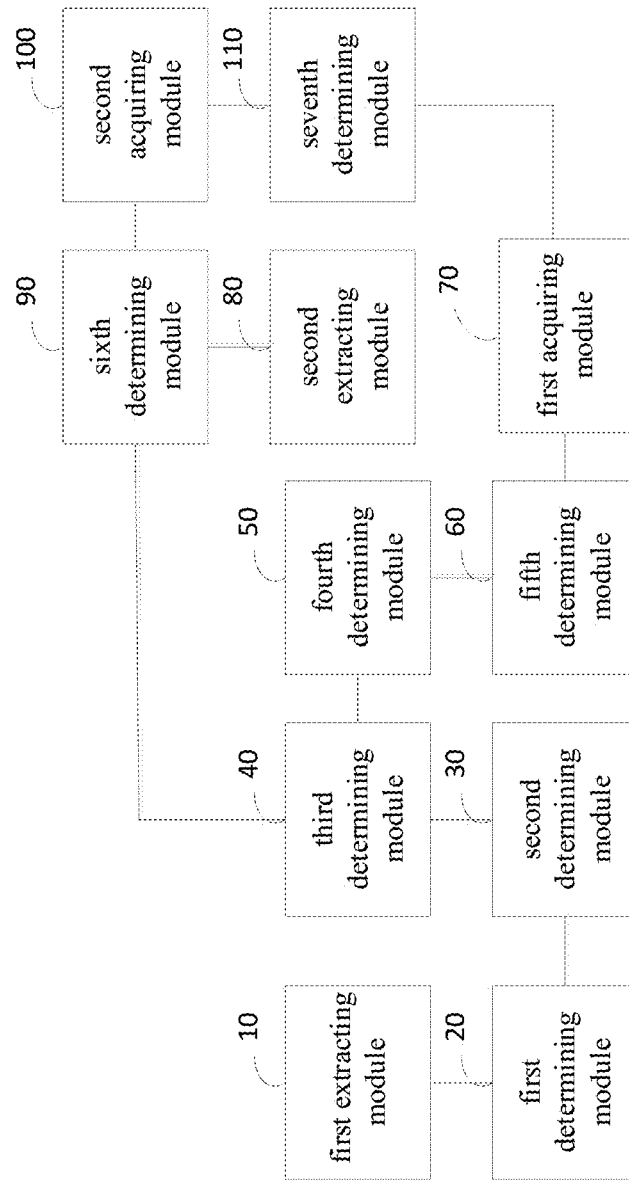 10
first extracting
module
20
first
determining
module
30
second
determining
module
40
third
determining
module
50
fourth
determining
module
60
fifth
determining
module
70
first acquiring
module
80
second
extracting
module
90
sixth
determining
module
100
second
acquiring
module
110
seventh
determining
module